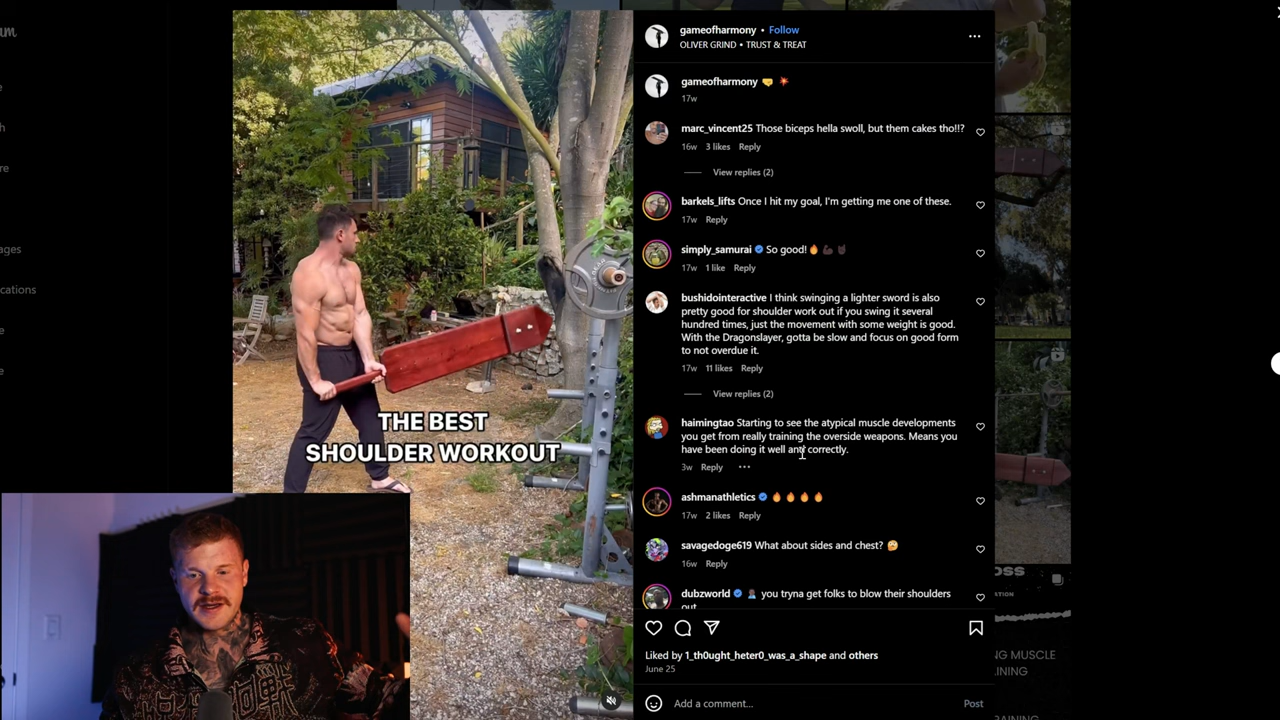 gameofharmony • Follow
OLIVER GRIND • TRUST & TREAT
gameofharmony 🤜 💥
17w
marc_vincent25 Those biceps hella swoll, but them cakes tho!!?
16w 3 likes Reply
View replies (2)
barkels_lifts Once I hit my goal, I'm getting me one of these.
17w Reply
simply_samurai So good!🔥 💪🏿 🤘🏿
17w 1 like Reply
bushidointeractive I think swinging a lighter sword is also
pretty good for shoulder work out if you swing it several
hundred times, just the movement with some weight is good.
With the Dragonslayer, gotta be slow and focus on good form
to not overdue it.
17w 11 likes Reply
View replies (2)
haimingtao Starting to see the atypical muscle developments
you get from really training the overside weapons. Means you
have been doing it well and correctly.
3w Reply
ashmanathletics 🔥 🔥 🔥 🔥
17w 2 likes Reply
savagedoge619 What about sides and chest? 🤔
16w Reply
dubzworld 🤦🏿‍♂️ you tryna get folks to blow their shoulders
out
Liked by 1_th0ught_heter0_was_a_shape and others
June 25
Add a comment...
Post
THE BEST
SHOULDER WORKOUT
ages
cations
NG MUSCLE